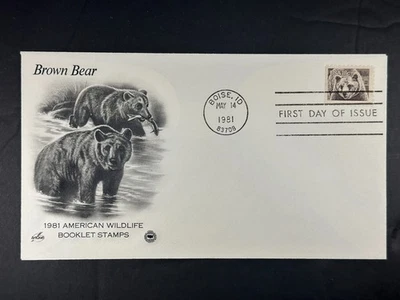 Brown Bear
BOISE, ID
MAY 14
1981
83708
FIRST DAY OF ISSUE
1981 AMERICAN WILDLIFE
BOOKLET STAMPS